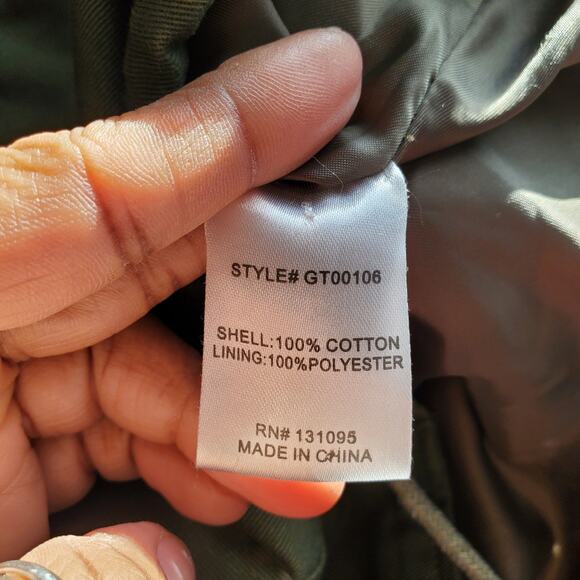 STYLE# GT00106
SHELL:100% COTTON
LINING:100%POLYESTER
RN# 131095
MADE IN CHINA